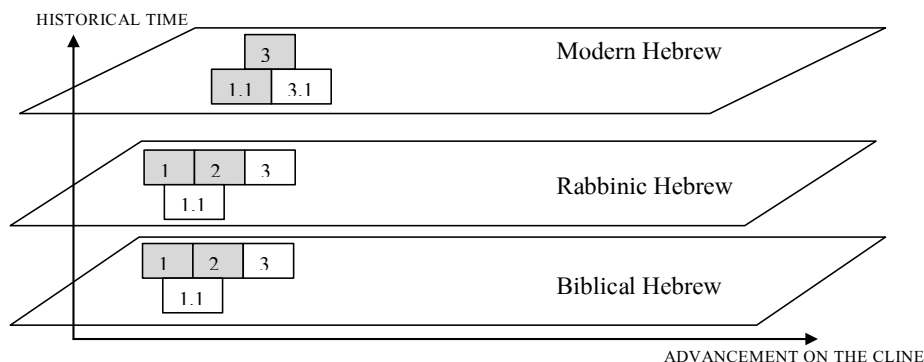 HISTORICAL TIME
3
Modern Hebrew
1.1 3.1
1 2 3
Rabbinic Hebrew
1.1
1 2 3
Biblical Hebrew
1.1
ADVANCEMENT ON THE CLINE